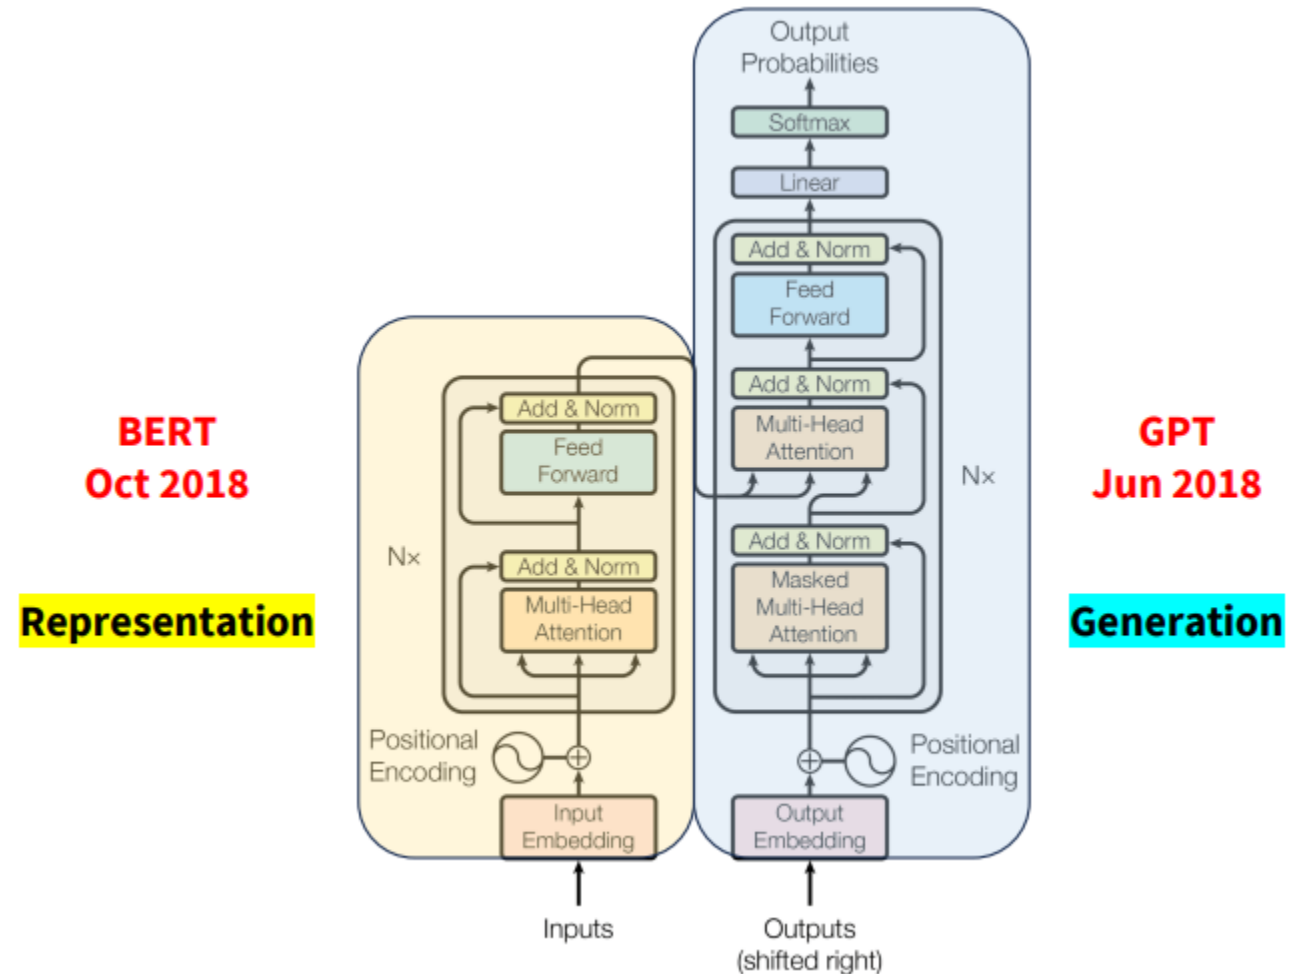 BERT
Oct 2018
Representation
Add & Norm
Feed
Forward
Add & Norm
Multi-Head
Attention
N×
Positional
Encoding
Input
Embedding
Inputs
Output
Probabilities
Softmax
Linear
Add & Norm
Feed
Forward
Add & Norm
Multi-Head
Attention
Add & Norm
Masked
Multi-Head
Attention
N×
Positional
Encoding
Output
Embedding
Outputs
(shifted right)
GPT
Jun 2018
Generation